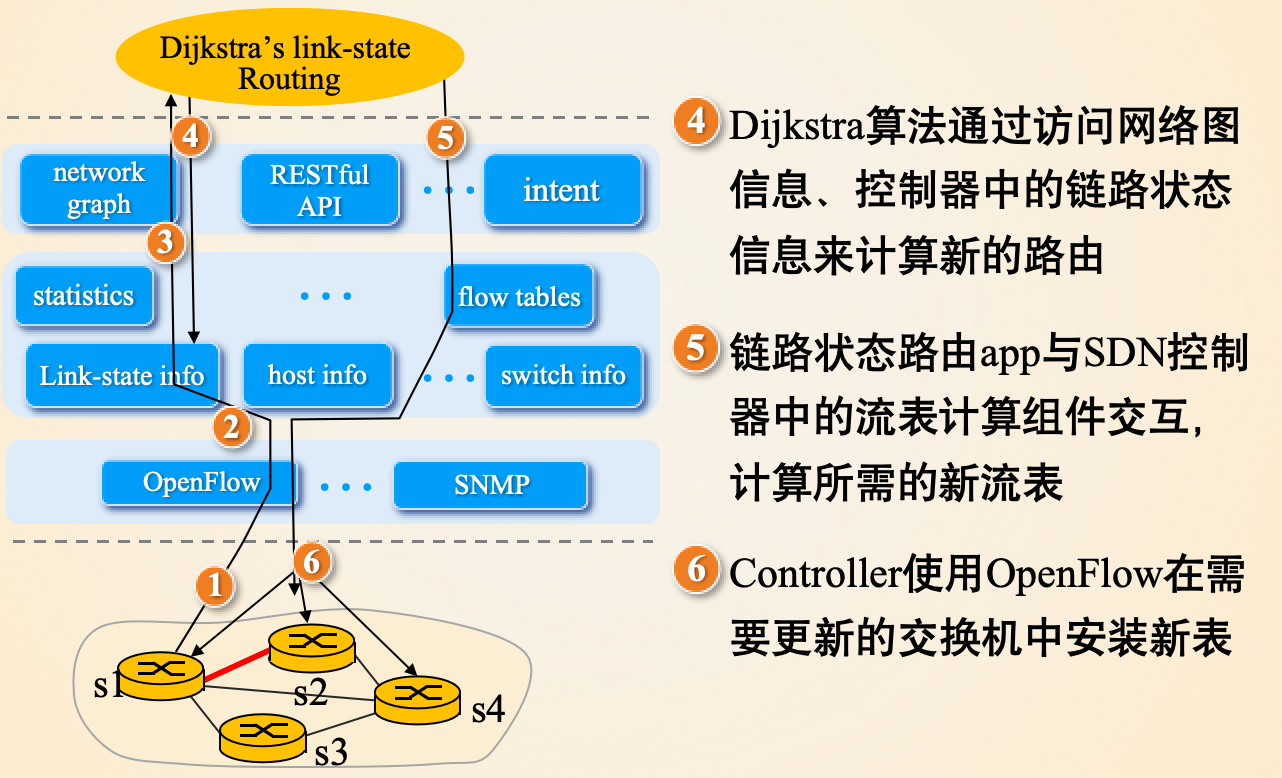 Dijkstra’s link-state
Routing
4
5
network
graph
RESTful
API
...
intent
3
statistics
...
flow tables
Link-state info
host info
...
switch info
2
OpenFlow
...
SNMP
1
6
s1
s2
s3
s4
4 Dijkstra算法通过访问网络图
信息、控制器中的链路状态
信息来计算新的路由
5 链路状态路由app与SDN控制
器中的流表计算组件交互,
计算所需的新流表
6 Controller使用OpenFlow在需
要更新的交换机中安装新表